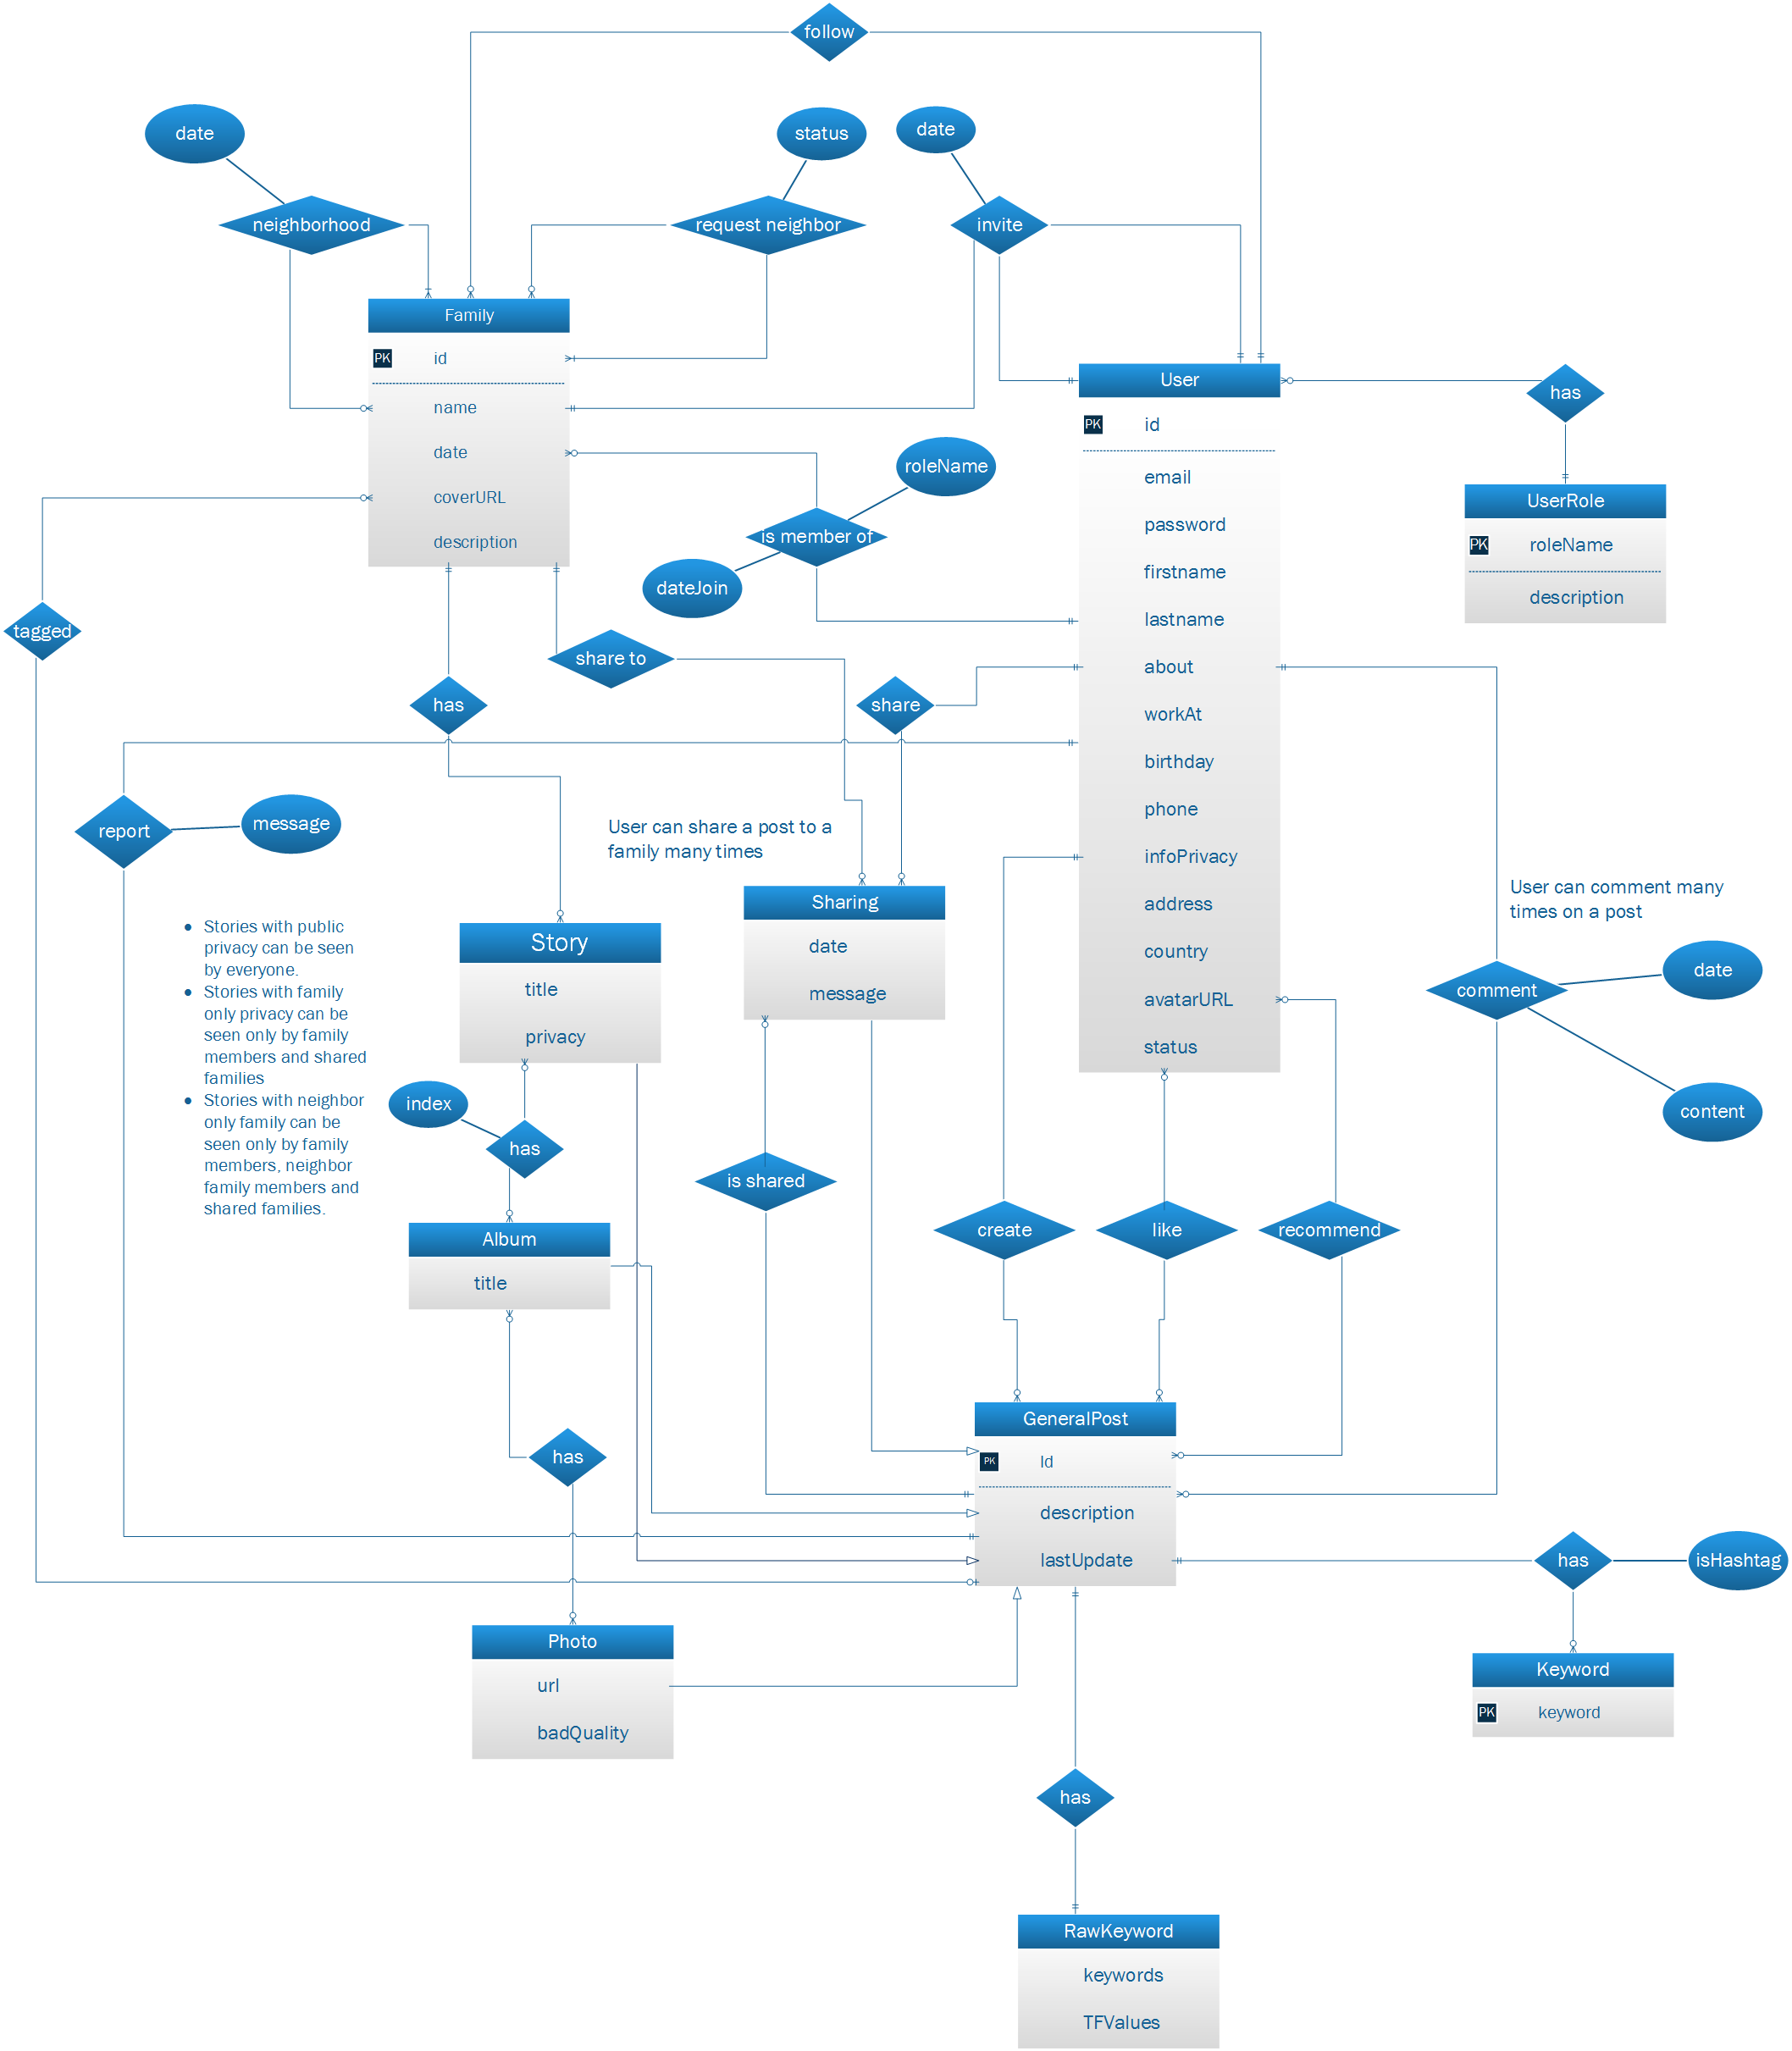 follow
date
status
date
neighborhood
request neighbor
invite
Family
PK
id
name
date
coverURL
description
User
PK
id
email
password
firstname
lastname
about
workAt
birthday
phone
infoPrivacy
address
country
avatarURL
status
has
UserRole
PK
roleName
description
roleName
is member of
dateJoin
tagged
share to
has
share
report
message
User can share a post to a
family many times
Sharing
date
message
User can comment many
times on a post
comment
date
content
● Stories with public
privacy can be seen
by everyone.
● Stories with family
only privacy can be
seen only by family
members and shared
families
● Stories with neighbor
only family can be
seen only by family
members, neighbor
family members and
shared families.
Story
title
privacy
index
has
Album
title
is shared
create
like
recommend
has
GeneralPost
PK
Id
description
lastUpdate
has
isHashtag
Photo
url
badQuality
Keyword
PK
keyword
has
RawKeyword
keywords
TFValues